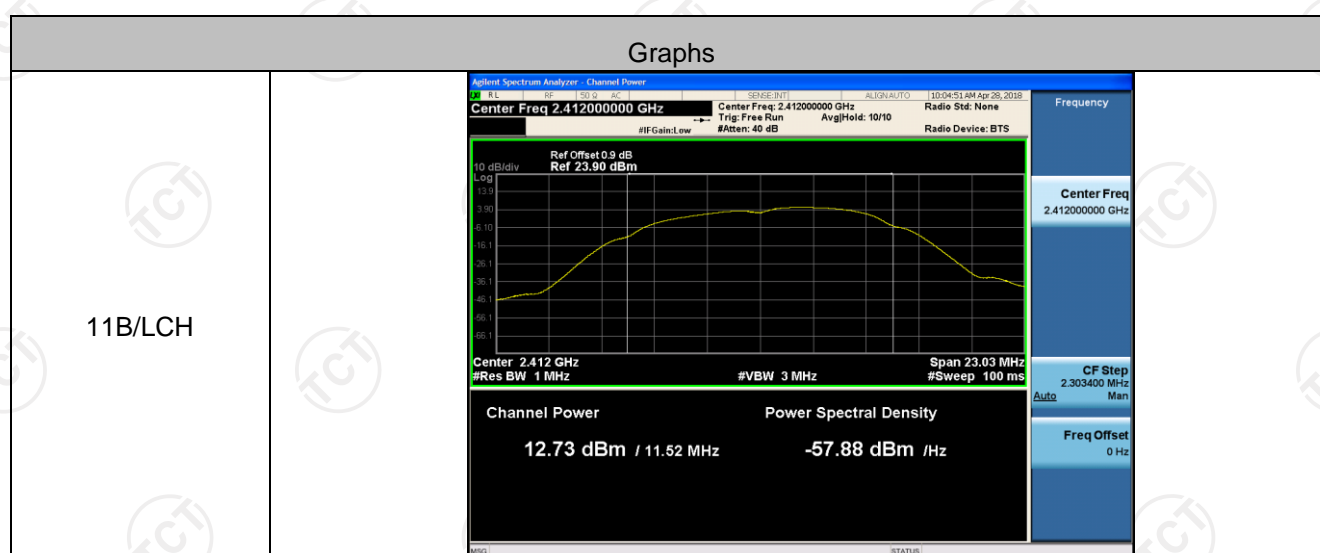 Graphs
11B/LCH
Agilent Spectrum Analyzer - Channel Power
LXI RL RF 50 Ω AC SENSE:INT ALIGNAUTO 10:04:51 AM Apr 28, 2018
Center Freq 2.412000000 GHz
Center Freq: 2.412000000 GHz
Radio Std: None
Trig: Free Run Avg|Hold: 10/10
#IFGain:Low
#Atten: 40 dB
Radio Device: BTS
Frequency
Ref Offset 0.9 dB
10 dB/div Ref 23.90 dBm
Log
13.9
3.90
-6.10
-16.1
-26.1
-36.1
-46.1
-56.1
-66.1
Center 2.412 GHz
Span 23.03 MHz
#Res BW 1 MHz
#VBW 3 MHz
#Sweep 100 ms
Channel Power
Power Spectral Density
12.73 dBm / 11.52 MHz
-57.88 dBm /Hz
Center Freq
2.412000000 GHz
CF Step
2.303400 MHz
Auto Man
Freq Offset
0 Hz
MSG
STATUS
TCT
TCT
TCT
TCT
TCT